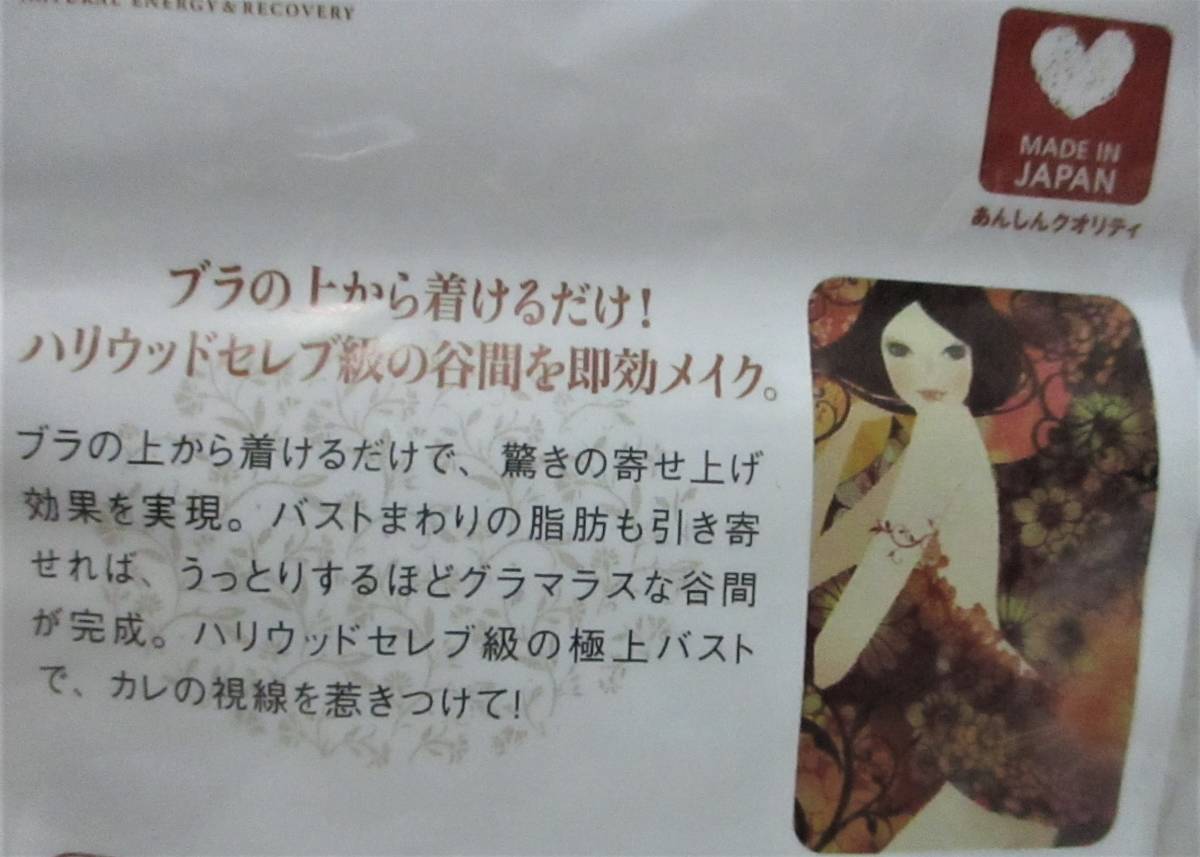 NATURAL ENERGY & RECOVERY
MADE IN
JAPAN
あんしんクオリティ
ブラの上から着けるだけ!
ハリウッドセレブ級の谷間を即効メイク。
ブラの上から着けるだけで、驚きの寄せ上げ
効果を実現。バストまわりの脂肪も引き寄
せれば、うっとりするほどグラマラスな谷間
が完成。ハリウッドセレブ級の極上バスト
で、カレの視線を惹きつけて!